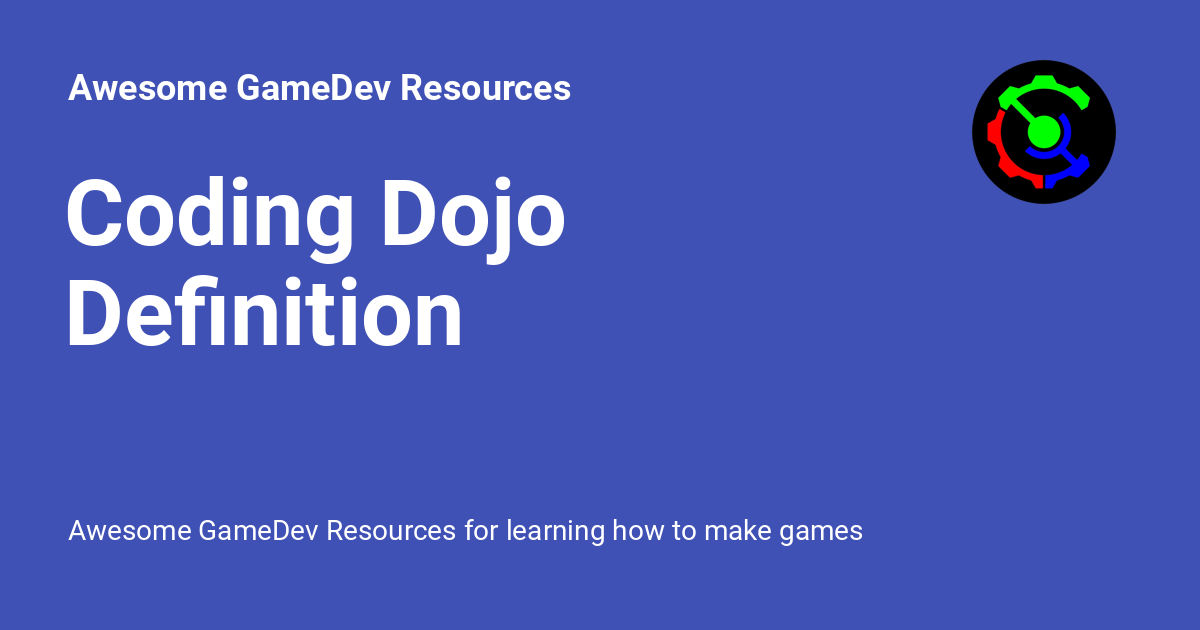 Awesome GameDev Resources
Coding Dojo
Definition
Awesome GameDev Resources for learning how to make games